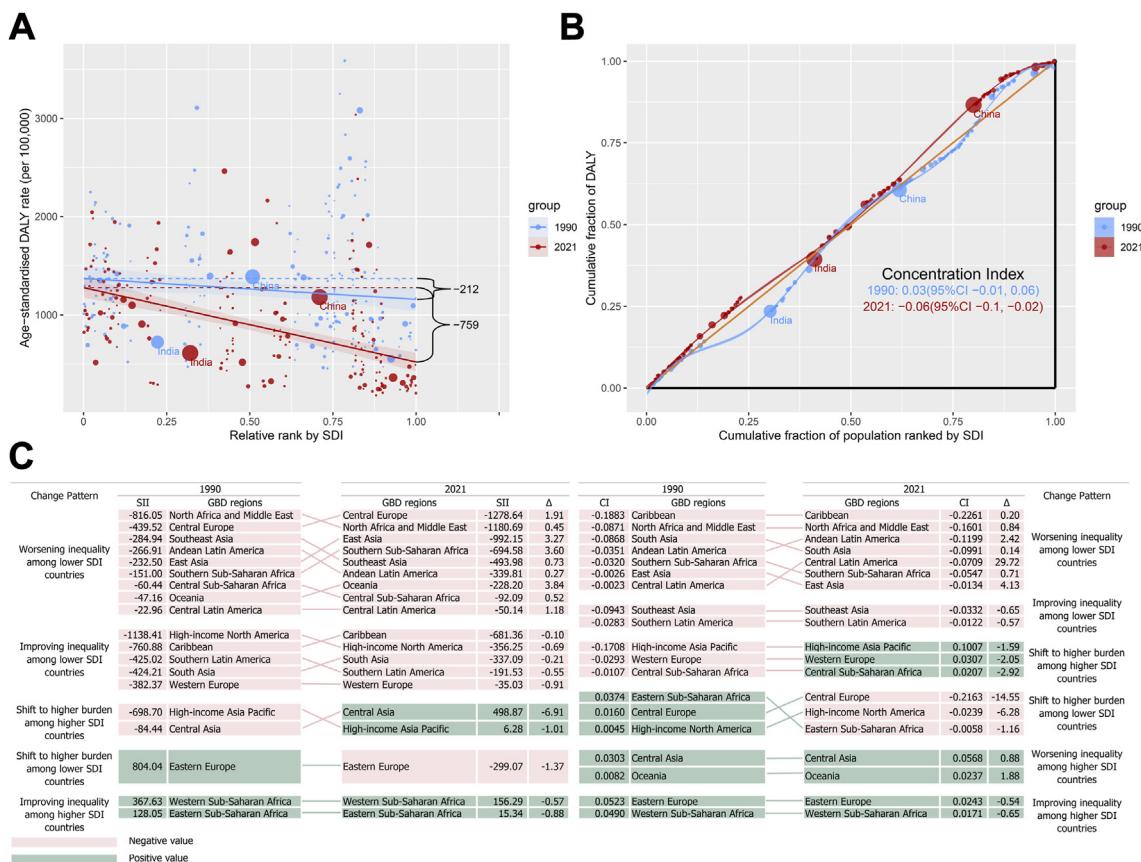 A
B
3000
2000
1000
0
0.25
0.50
0.75
1.00
Age−standardised DALY rate (per 100,000)
Relative rank by SDI
China
China
India
India
−212
−759
group
1990
2021
1.00
0.75
0.50
0.25
0.00
0.00
0.25
0.50
0.75
1.00
Cumulative fraction of DALY
Cumulative fraction of population ranked by SDI
China
China
India
India
Concentration Index
1990: 0.03(95%CI −0.01, 0.06)
2021: −0.06(95%CI −0.1, −0.02)
group
1990
2021
C
Change Pattern 1990 2021 1990 2021 Change Pattern
SII GBD regions GBD regions SII Δ CI GBD regions GBD regions CI Δ
Worsening inequality among lower SDI countries
-816.05 North Africa and Middle East Central Europe -1278.64 1.91
-439.52 Central Europe North Africa and Middle East -1180.69 0.45
-284.94 Southeast Asia East Asia -992.15 3.27
-266.91 Andean Latin America Southern Sub-Saharan Africa -694.58 3.60
-232.50 East Asia Southeast Asia -493.98 0.73
-151.00 Southern Sub-Saharan Africa Andean Latin America -339.81 0.27
-60.44 Central Sub-Saharan Africa Oceania -228.20 3.84
-47.16 Oceania Central Sub-Saharan Africa -92.09 0.52
-22.96 Central Latin America Central Latin America -50.14 1.18
Improving inequality among lower SDI countries
-1138.41 High-income North America Caribbean -681.36 -0.10
-760.88 Caribbean High-income North America -356.25 -0.69
-425.02 Southern Latin America South Asia -337.09 -0.21
-424.21 South Asia Southern Latin America -191.53 -0.55
-382.37 Western Europe Western Europe -35.03 -0.91
Shift to higher burden among higher SDI countries
-698.70 High-income Asia Pacific Central Asia 498.87 -6.91
-84.44 Central Asia High-income Asia Pacific 6.28 -1.01
Shift to higher burden among lower SDI countries
804.04 Eastern Europe Eastern Europe -299.07 -1.37
Improving inequality among higher SDI countries
367.63 Western Sub-Saharan Africa Western Sub-Saharan Africa 156.29 -0.57
128.05 Eastern Sub-Saharan Africa Eastern Sub-Saharan Africa 15.34 -0.88
-0.1883 Caribbean Caribbean -0.2261 0.20
-0.0871 North Africa and Middle East North Africa and Middle East -0.1601 0.84
-0.0868 South Asia Andean Latin America -0.1199 2.42
-0.0351 Andean Latin America South Asia -0.0991 0.14
-0.0320 Southern Sub-Saharan Africa Central Latin America -0.0709 29.72
-0.0026 East Asia Southern Sub-Saharan Africa -0.0547 0.71
-0.0023 Central Latin America East Asia -0.0134 4.13
Worsening inequality among lower SDI countries
-0.0943 Southeast Asia Southeast Asia -0.0332 -0.65
-0.0283 Southern Latin America Southern Latin America -0.0122 -0.57
Improving inequality among lower SDI countries
-0.1708 High-income Asia Pacific High-income Asia Pacific 0.1007 -1.59
-0.0293 Western Europe Western Europe 0.0307 -2.05
-0.0107 Central Sub-Saharan Africa Central Sub-Saharan Africa 0.0207 -2.92
Shift to higher burden among higher SDI countries
0.0374 Eastern Sub-Saharan Africa Central Europe -0.2163 -14.55
0.0160 Central Europe High-income North America -0.0239 -6.28
0.0045 High-income North America Eastern Sub-Saharan Africa -0.0058 -1.16
Shift to higher burden among lower SDI countries
0.0303 Central Asia Central Asia 0.0568 0.88
0.0082 Oceania Oceania 0.0237 1.88
Worsening inequality among higher SDI countries
0.0523 Eastern Europe Eastern Europe 0.0243 -0.54
0.0490 Western Sub-Saharan Africa Western Sub-Saharan Africa 0.0171 -0.65
Improving inequality among higher SDI countries
Negative value
Positive value